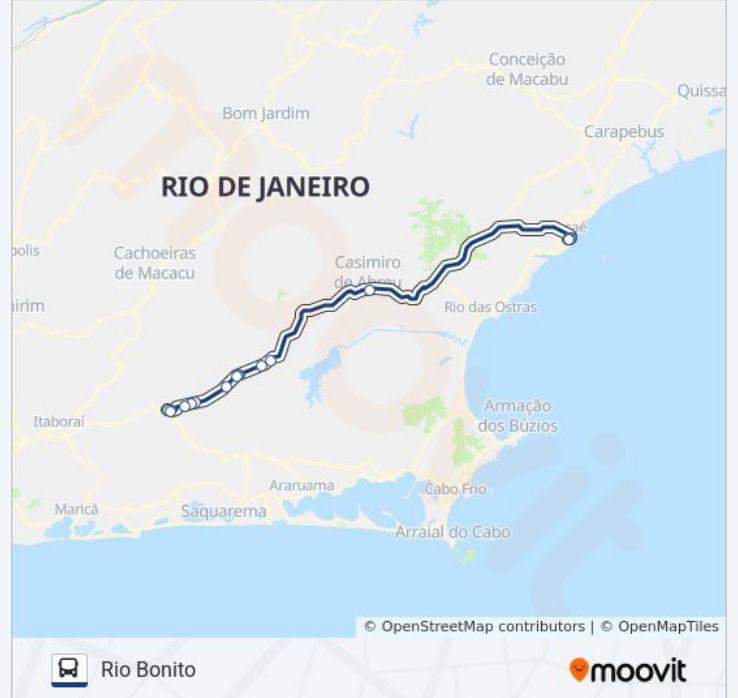 Conceição
de Macabu
Quissa
Bom Jardim
Carapebus
RIO DE JANEIRO
aé
polis
Cachoeiras
de Macacu
Casimiro
de Abreu
irim
Rio das Ostras
Armação
dos Búzios
Itaboraí
Araruama
Cabo Frio
Maricá
Saquarema
Arraial do Cabo
© OpenStreetMap contributors | © OpenMapTiles
Rio Bonito
moovit